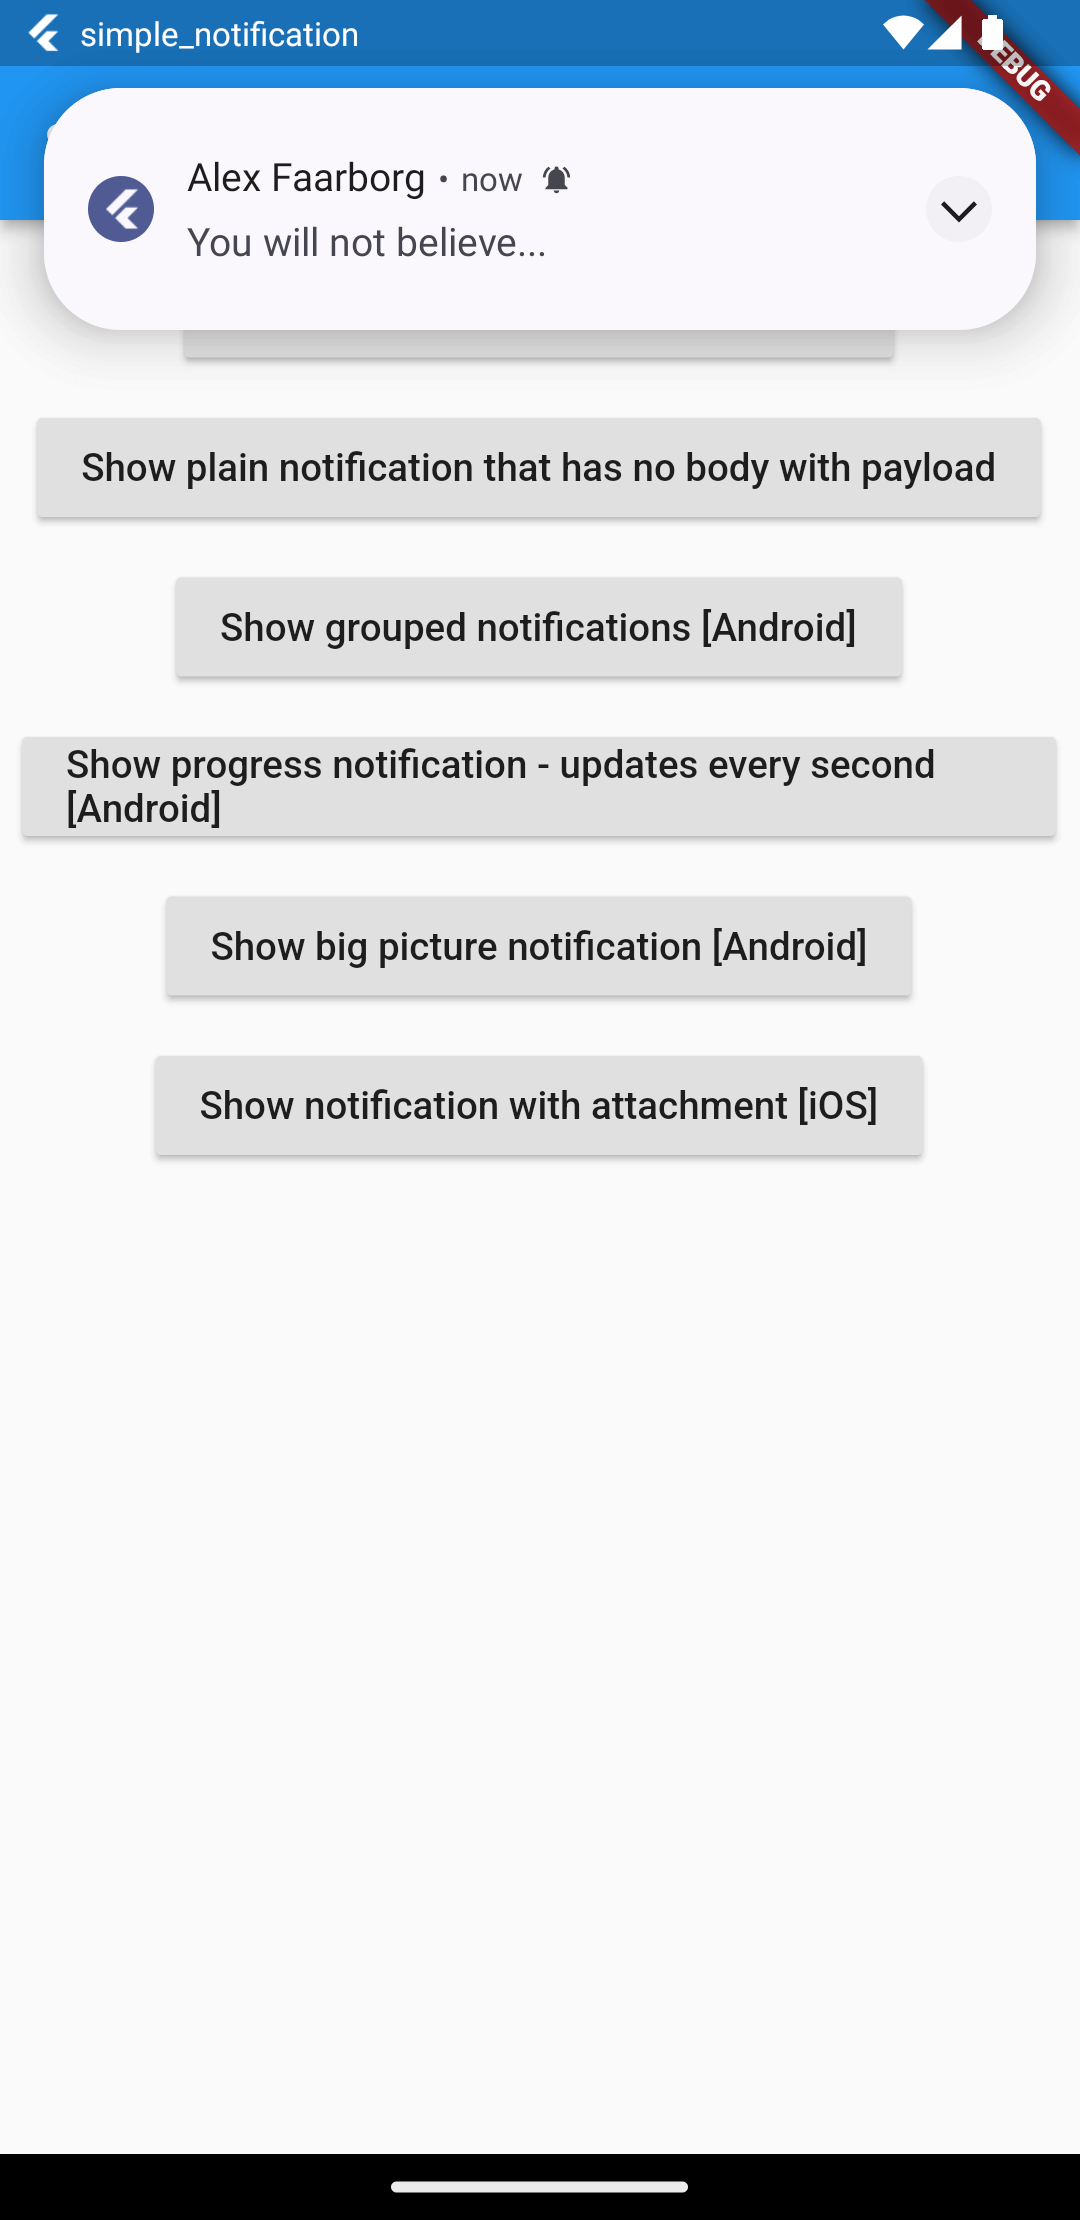 simple_notification
DEBUG
Alex Faarborg • now
You will not believe...
Show plain notification that has no body with payload
Show grouped notifications [Android]
Show progress notification - updates every second
[Android]
Show big picture notification [Android]
Show notification with attachment [iOS]